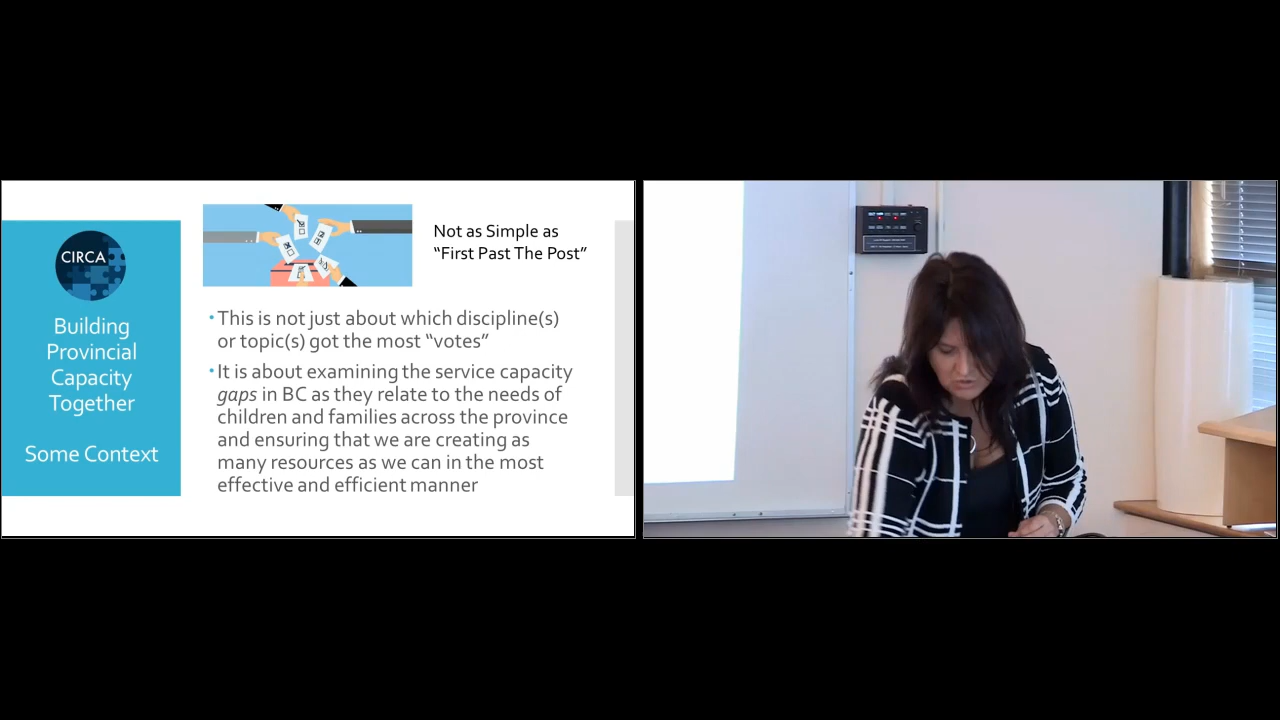 CIRCA
Building
Provincial
Capacity
Together
Some Context
Not as Simple as
“First Past The Post”
• This is not just about which discipline(s)
or topic(s) got the most “votes”
• It is about examining the service capacity
gaps in BC as they relate to the needs of
children and families across the province
and ensuring that we are creating as
many resources as we can in the most
effective and efficient manner